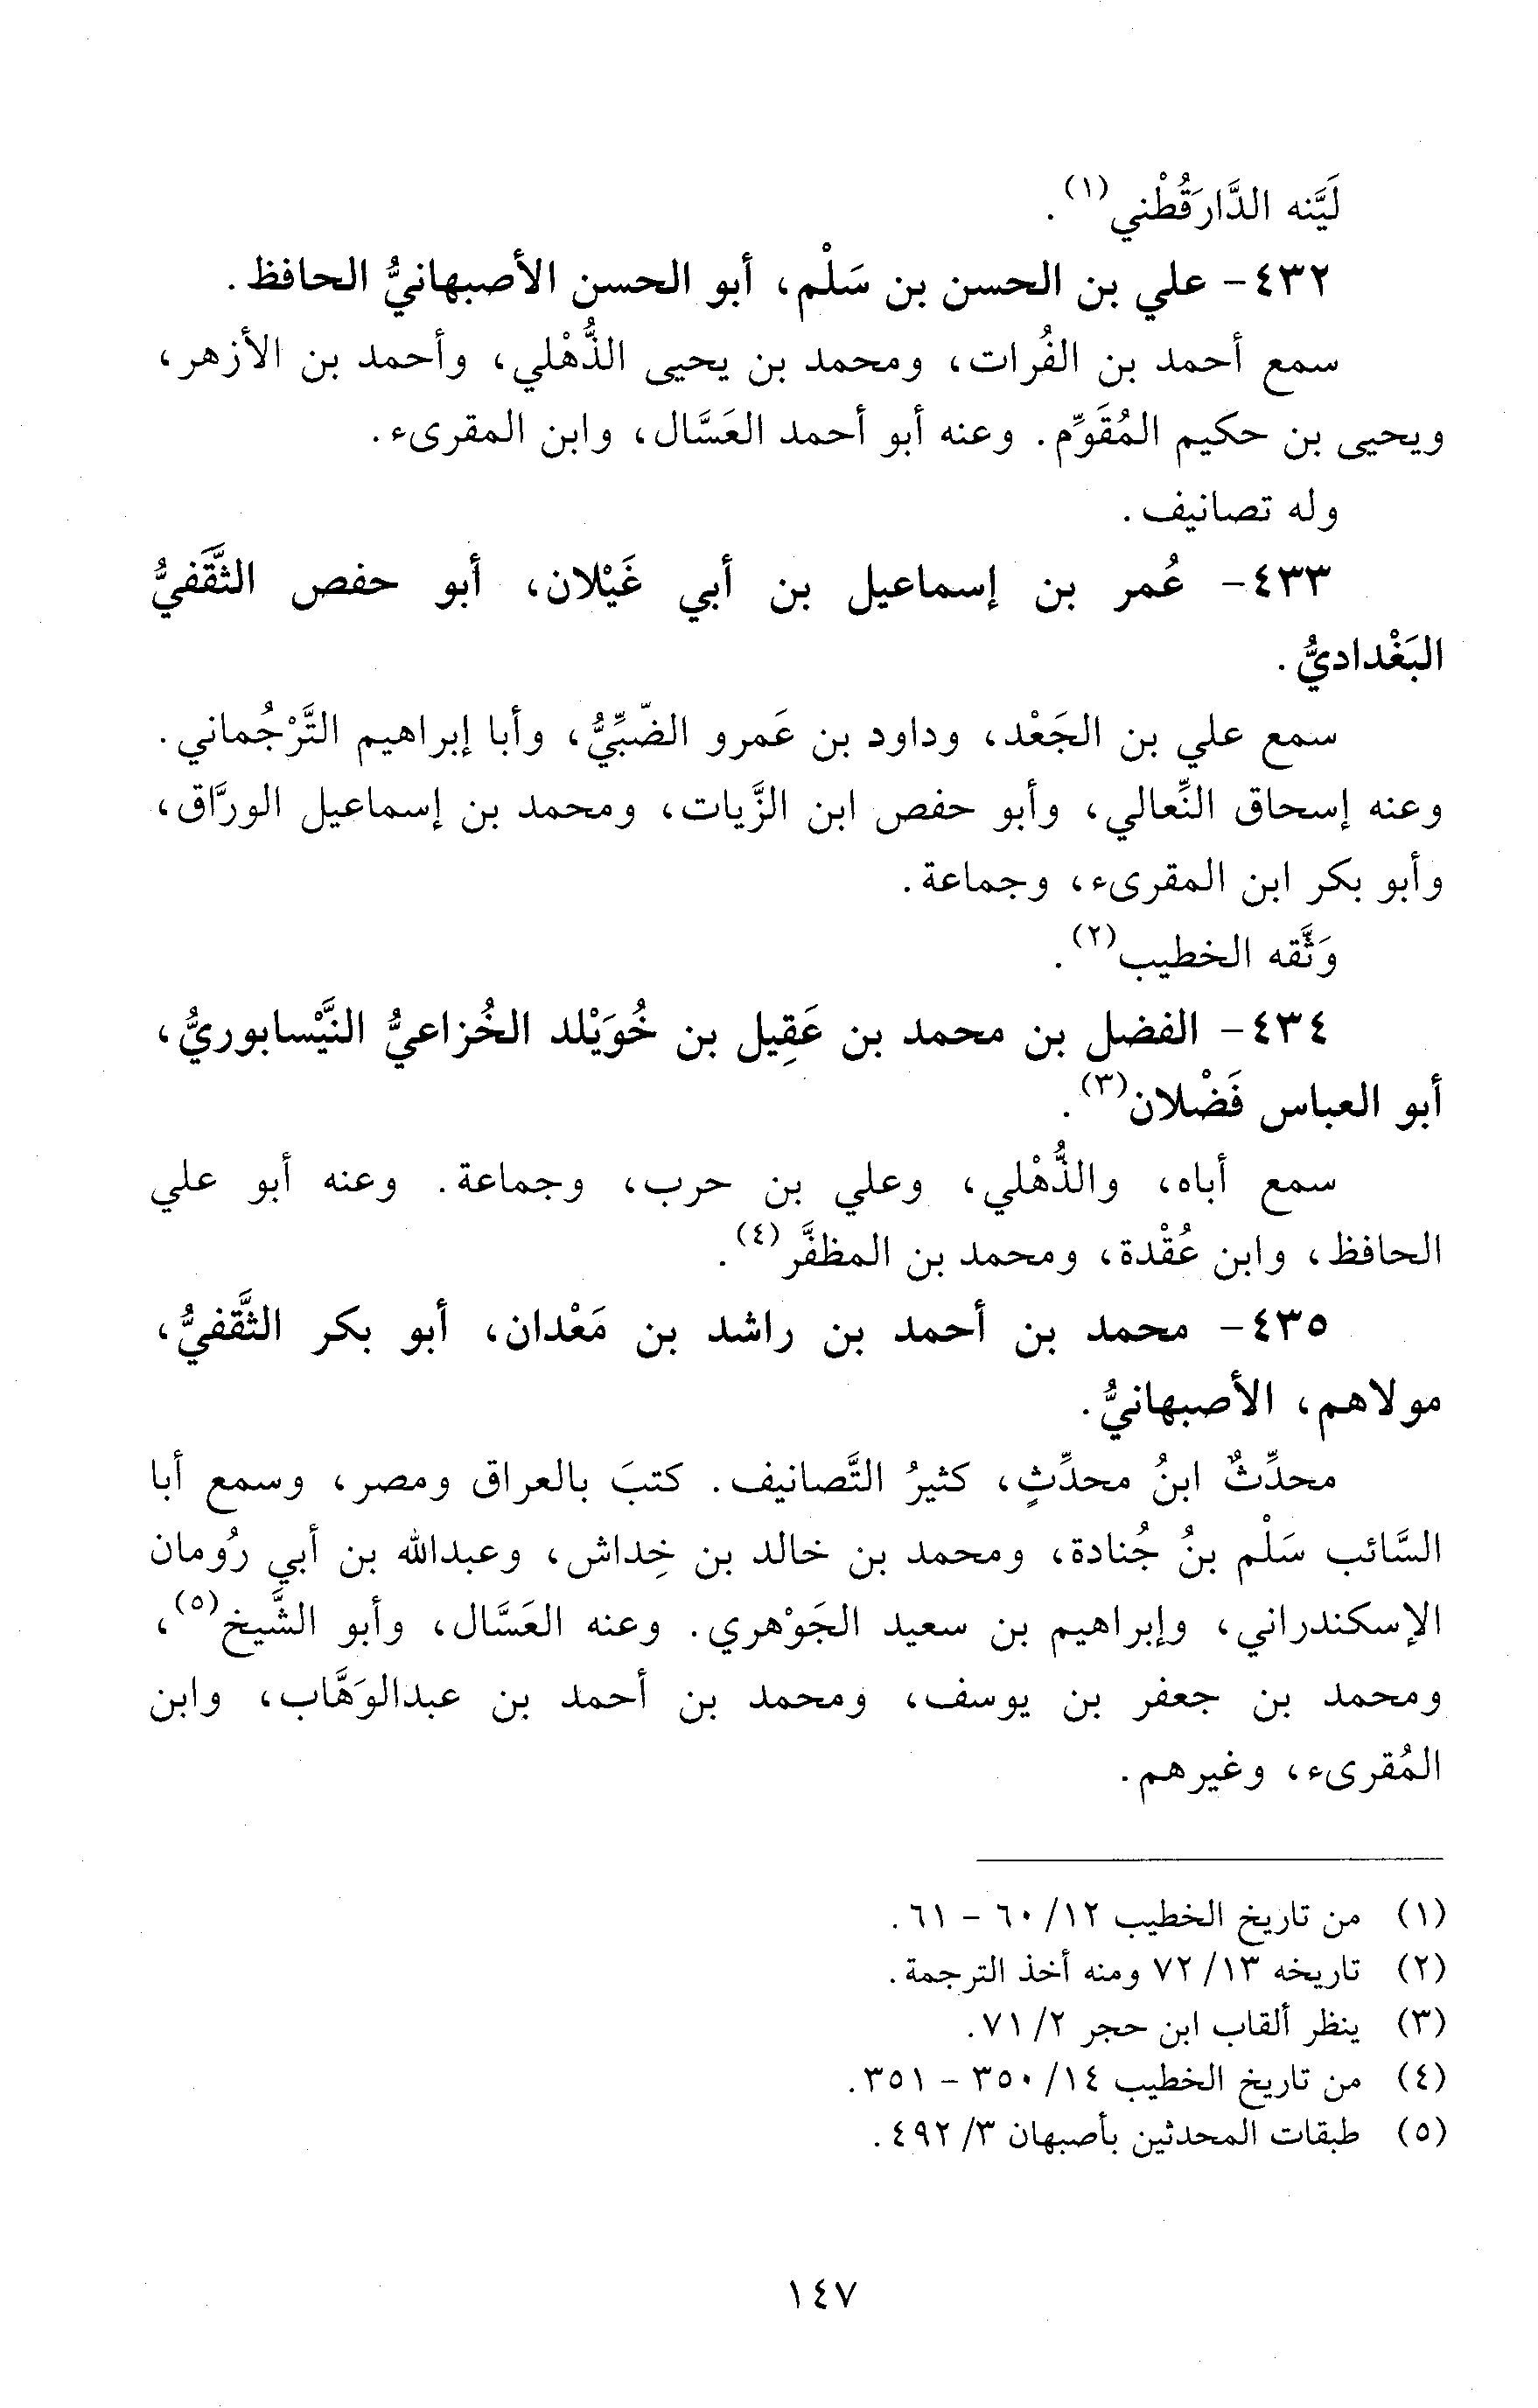 لَيَّنه الدَّارَقُطْني(١).
٤٣٢- علي بن الحسن بن سَلْم، أبو الحسن الأصبهانيُّ الحافظ.
سمع أحمد بن الفُرات، ومحمد بن يحيى الذُّهْلي، وأحمد بن الأزهر،
ويحيى بن حكيم المُقَوِّم. وعنه أبو أحمد العَسَّال، وابن المقرىء.
وله تصانيف.
٤٣٣- عُمر بن إسماعيل بن أبي غَيْلان، أبو حفص الثَّقَفيُّ
البَغْداديُّ.
سمع علي بن الجَعْد، وداود بن عَمرو الضّبِّيُّ، وأبا إبراهيم التَّرْجُماني.
وعنه إسحاق النِّعالي، وأبو حفص ابن الزَّيات، ومحمد بن إسماعيل الورَّاق،
وأبو بكر ابن المقرىء، وجماعة.
وَثَّقه الخطيب(٢).
٤٣٤- الفضل بن محمد بن عَقِيل بن خُوَيْلد الخُزاعيُّ النَّيْسابوريُّ،
أبو العباس فَضْلان(٣).
سمع أباه، والذُّهْلي، وعلي بن حرب، وجماعة. وعنه أبو علي
الحافظ، وابن عُقْدة، ومحمد بن المظفَّر(٤).
٤٣٥- محمد بن أحمد بن راشد بن مَعْدان، أبو بكر الثَّقَفيُّ،
مولاهم، الأصبهانيُّ.
محدِّثٌ ابنُ محدِّثٍ، كثيرُ التَّصانيف. كتبَ بالعراق ومصر، وسمع أبا
السَّائب سَلْم بنُ جُنادة، ومحمد بن خالد بن خِداش، وعبدالله بن أبي رُومان
الإسكندراني، وإبراهيم بن سعيد الجَوْهري. وعنه العَسَّال، وأبو الشَّيخ(٥)،
ومحمد بن جعفر بن يوسف، ومحمد بن أحمد بن عبدالوَهَّاب، وابن
المُقرىء، وغيرهم.
(١) من تاريخ الخطيب ١٢/ ٦٠ - ٦١.
(٢) تاريخه ١٣/ ٧٢ ومنه أخذ الترجمة.
(٣) ينظر ألقاب ابن حجر ٢/ ٧١.
(٤) من تاريخ الخطيب ١٤/ ٣٥٠ - ٣٥١.
(٥) طبقات المحدثين بأصبهان ٣/ ٤٩٢.
١٤٧